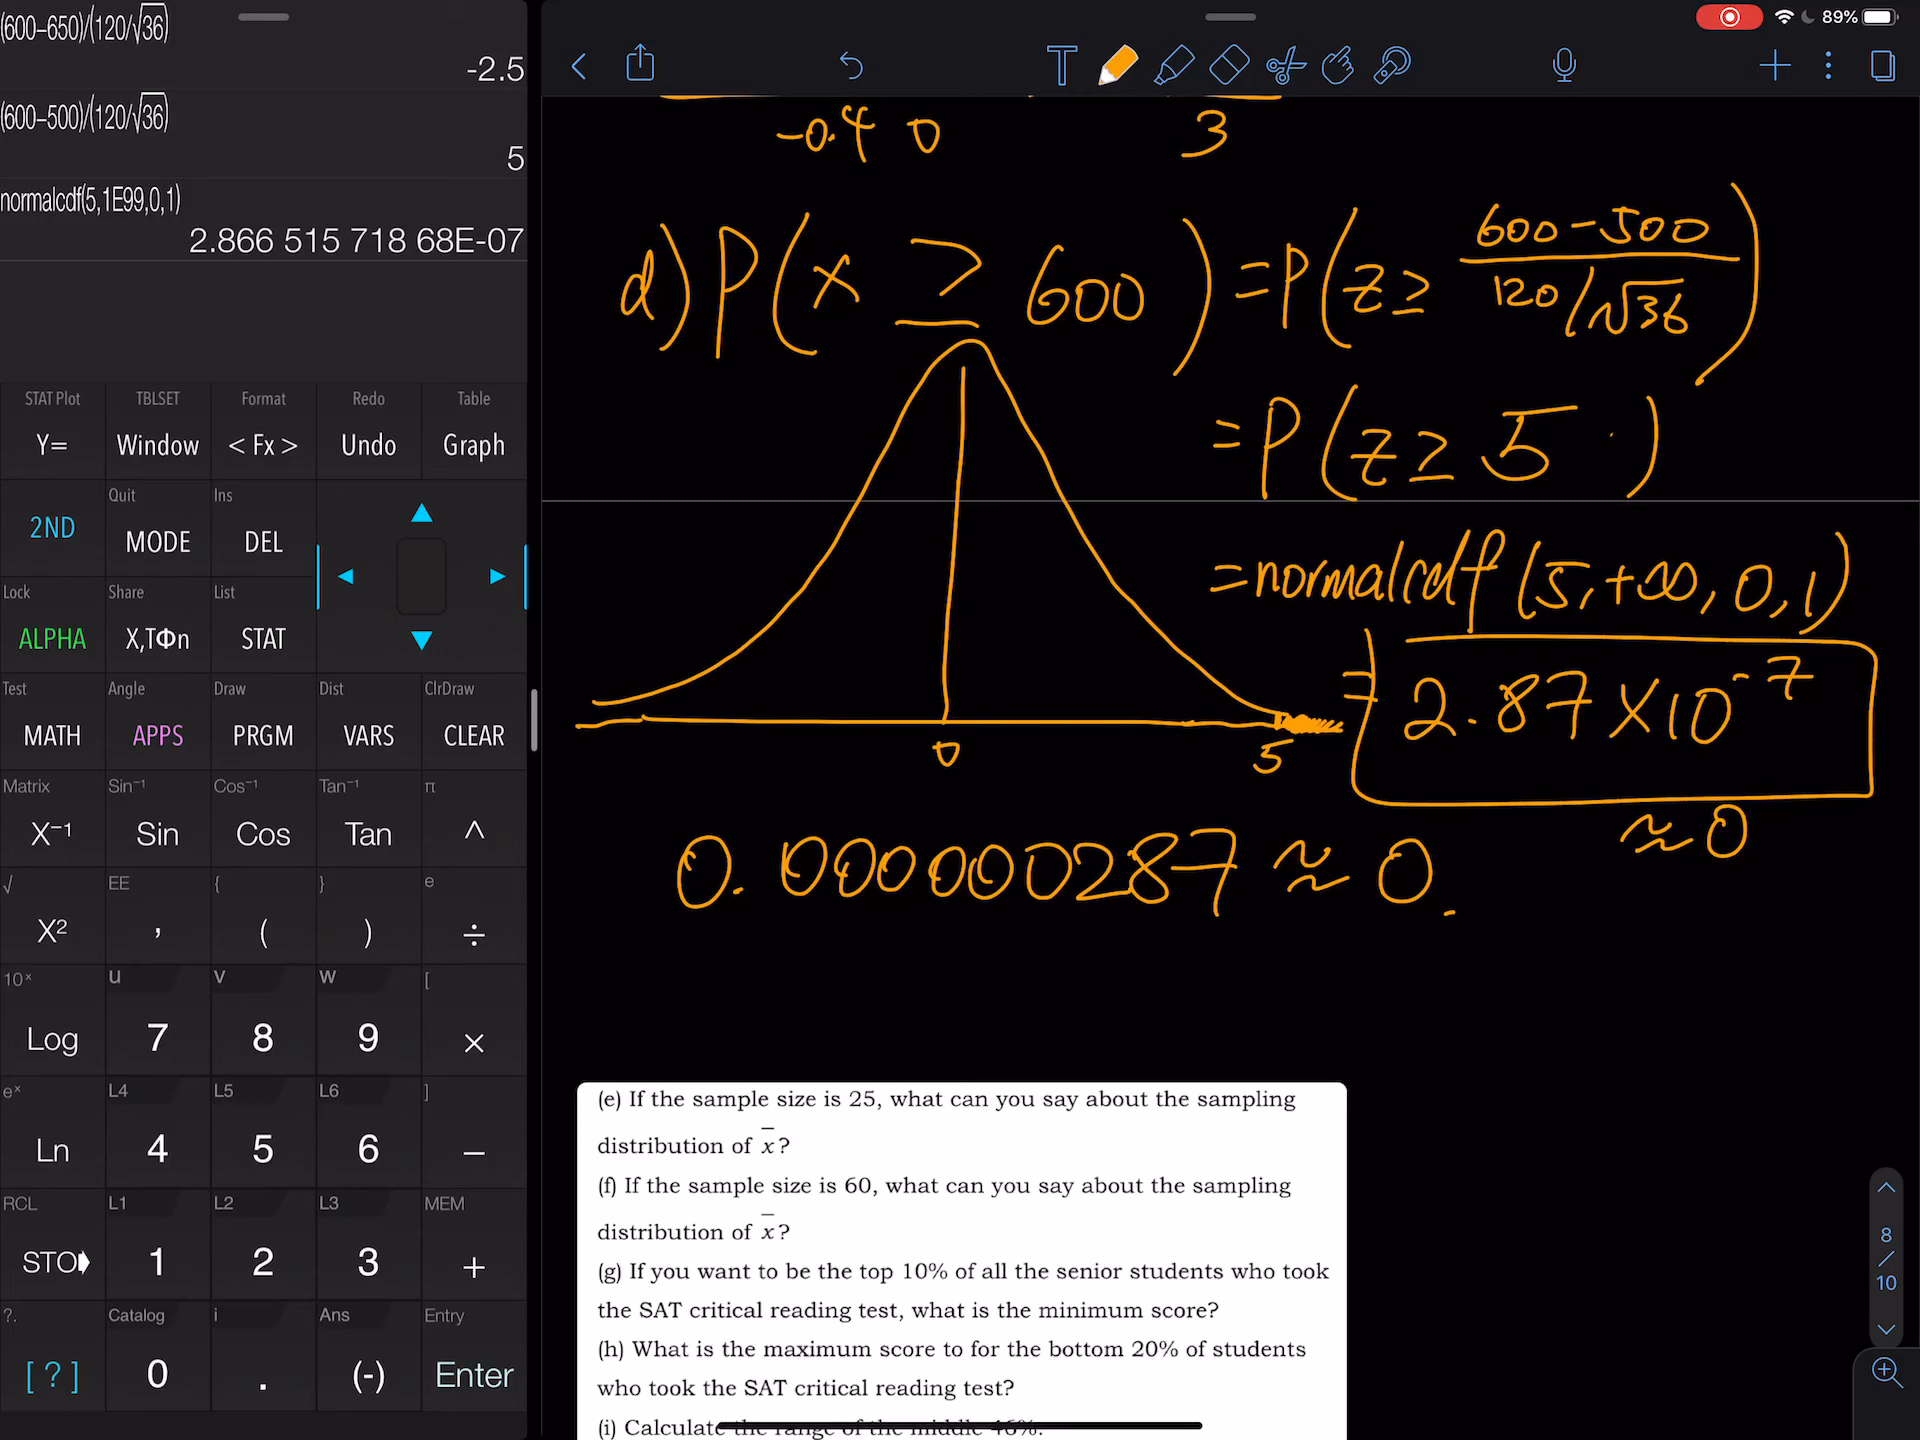 (600–650)/(120/√36)
-2.5
(600–500)/(120/√36)
5
normalcdf(5,1E99,0,1)
2.866 515 718 68E-07
89%
T
-0.4 0 3
d) P(x ≥ 600) = P(z ≥ (600-500)/(120/√36))
= P(z ≥ 5)
= normalcdf (5, +∞, 0, 1)
= 2.87 × 10⁻⁷
≈ 0
0 5
0.000000287 ≈ 0.
STAT Plot TBLSET Format Redo Table
Y= Window < Fx > Undo Graph
Quit Ins
2ND MODE DEL
Lock Share List
ALPHA X,TΦn STAT
Test Angle Draw Dist ClrDraw
MATH APPS PRGM VARS CLEAR
Matrix Sin⁻¹ Cos⁻¹ Tan⁻¹ π
X⁻¹ Sin Cos Tan ^
√ EE { } e
X² , ( ) ÷
10ˣ u v w [
Log 7 8 9 ×
eˣ L4 L5 L6 ]
Ln 4 5 6 –
RCL L1 L2 L3 MEM
STO 1 2 3 +
?. Catalog i Ans Entry
[ ? ] 0 . (-) Enter
(e) If the sample size is 25, what can you say about the sampling
distribution of x̅?
(f) If the sample size is 60, what can you say about the sampling
distribution of x̅?
(g) If you want to be the top 10% of all the senior students who took
the SAT critical reading test, what is the minimum score?
(h) What is the maximum score to for the bottom 20% of students
who took the SAT critical reading test?
(i) Calculate the range of the middle 46%.
8
/
10